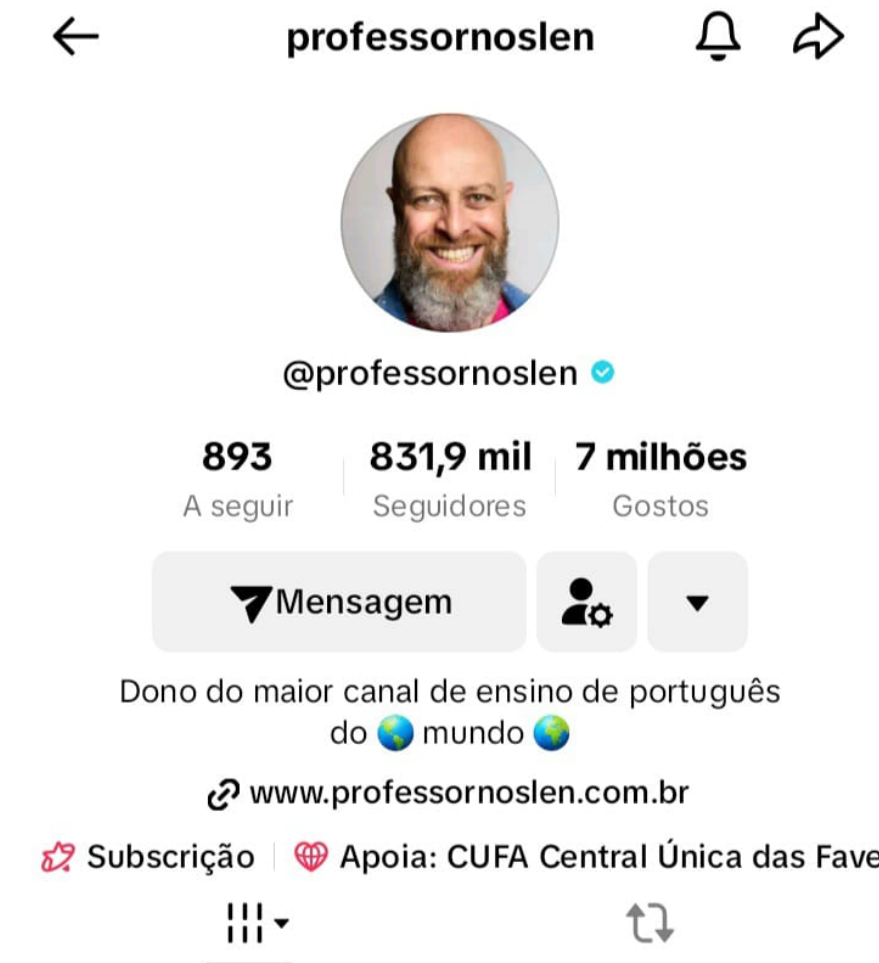 professornoslen
@professornoslen
893 831,9 mil 7 milhões
A seguir Seguidores Gostos
Mensagem
Dono do maior canal de ensino de português
do 🌎 mundo 🌍
www.professornoslen.com.br
Subscrição Apoia: CUFA Central Única das Fave